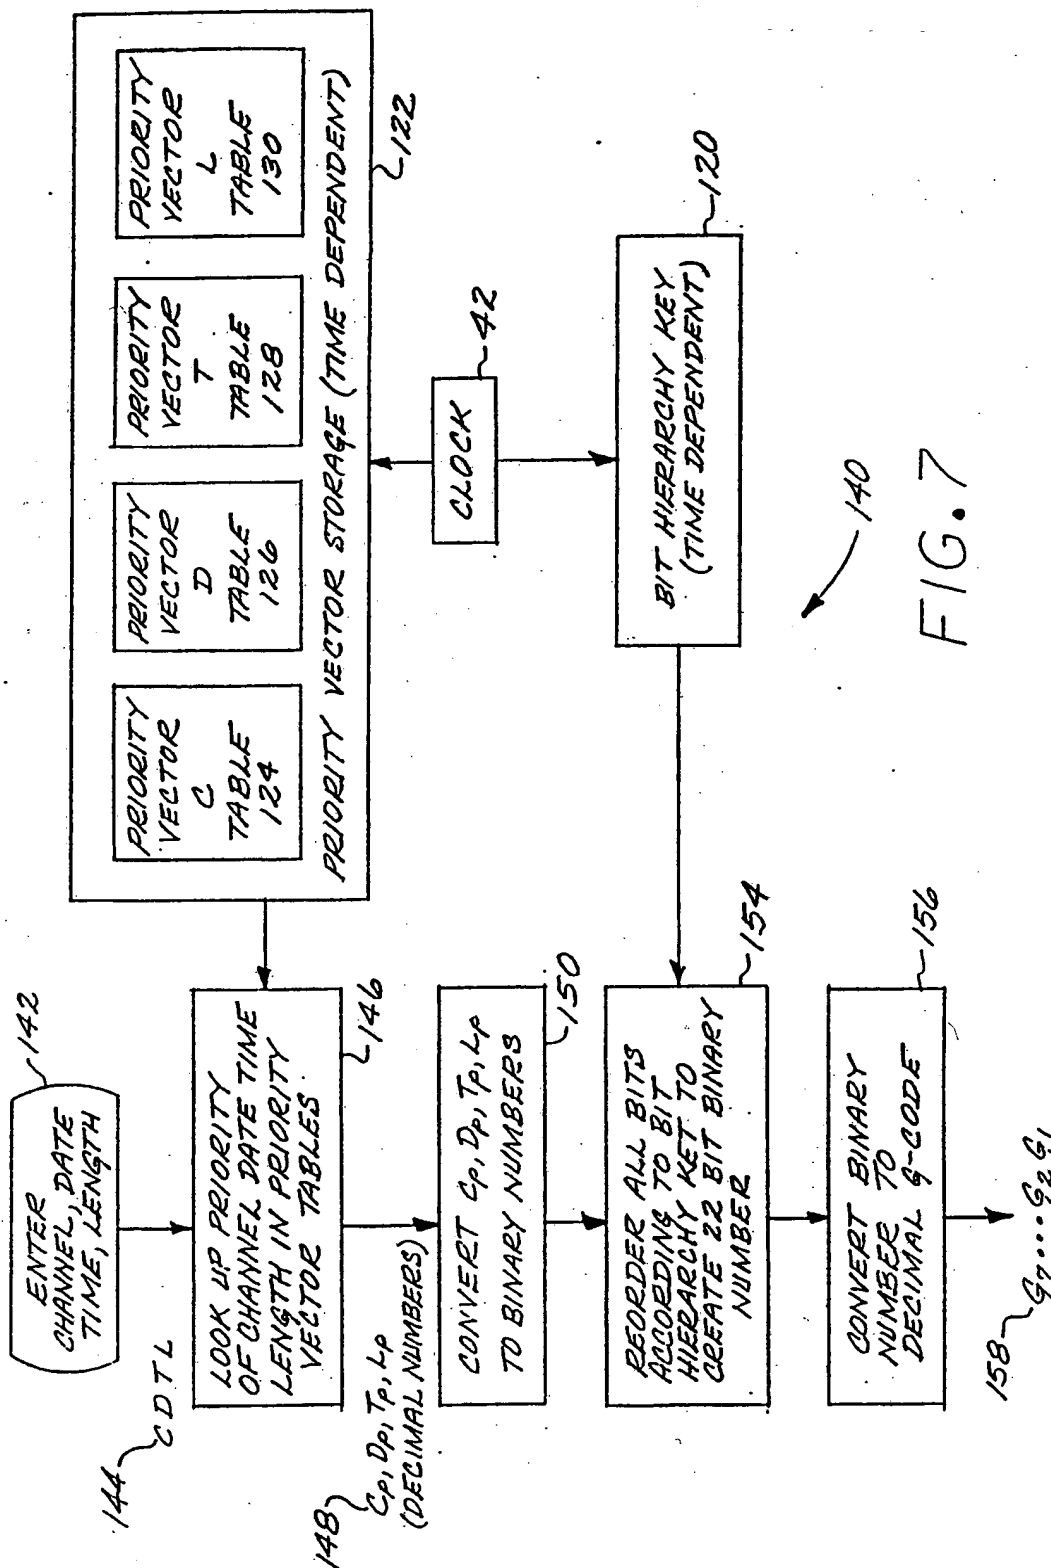 ENTER
CHANNEL, DATE
TIME, LENGTH
142
144
C D T L
LOOK UP PRIORITY
OF CHANNEL DATE TIME
LENGTH IN PRIORITY
VECTOR TABLES
146
148
Cp, Dp, Tp, Lp
(DECIMAL NUMBERS)
CONVERT Cp, Dp, Tp, Lp
TO BINARY NUMBERS
150
REORDER ALL BITS
ACCORDING TO BIT
HIERARCHY KET TO
CREATE 22 BIT BINARY
NUMBER
154
CONVERT BINARY
NUMBER TO
DECIMAL G-CODE
156
158
G7....G2G1
PRIORITY
VECTOR
C
TABLE
124
PRIORITY
VECTOR
D
TABLE
126
PRIORITY
VECTOR
T
TABLE
128
PRIORITY
VECTOR
L
TABLE
130
PRIORITY VECTOR STORAGE (TIME DEPENDENT)
122
CLOCK
42
BIT HIERARCHY KEY
(TIME DEPENDENT)
120
140
FIG. 7